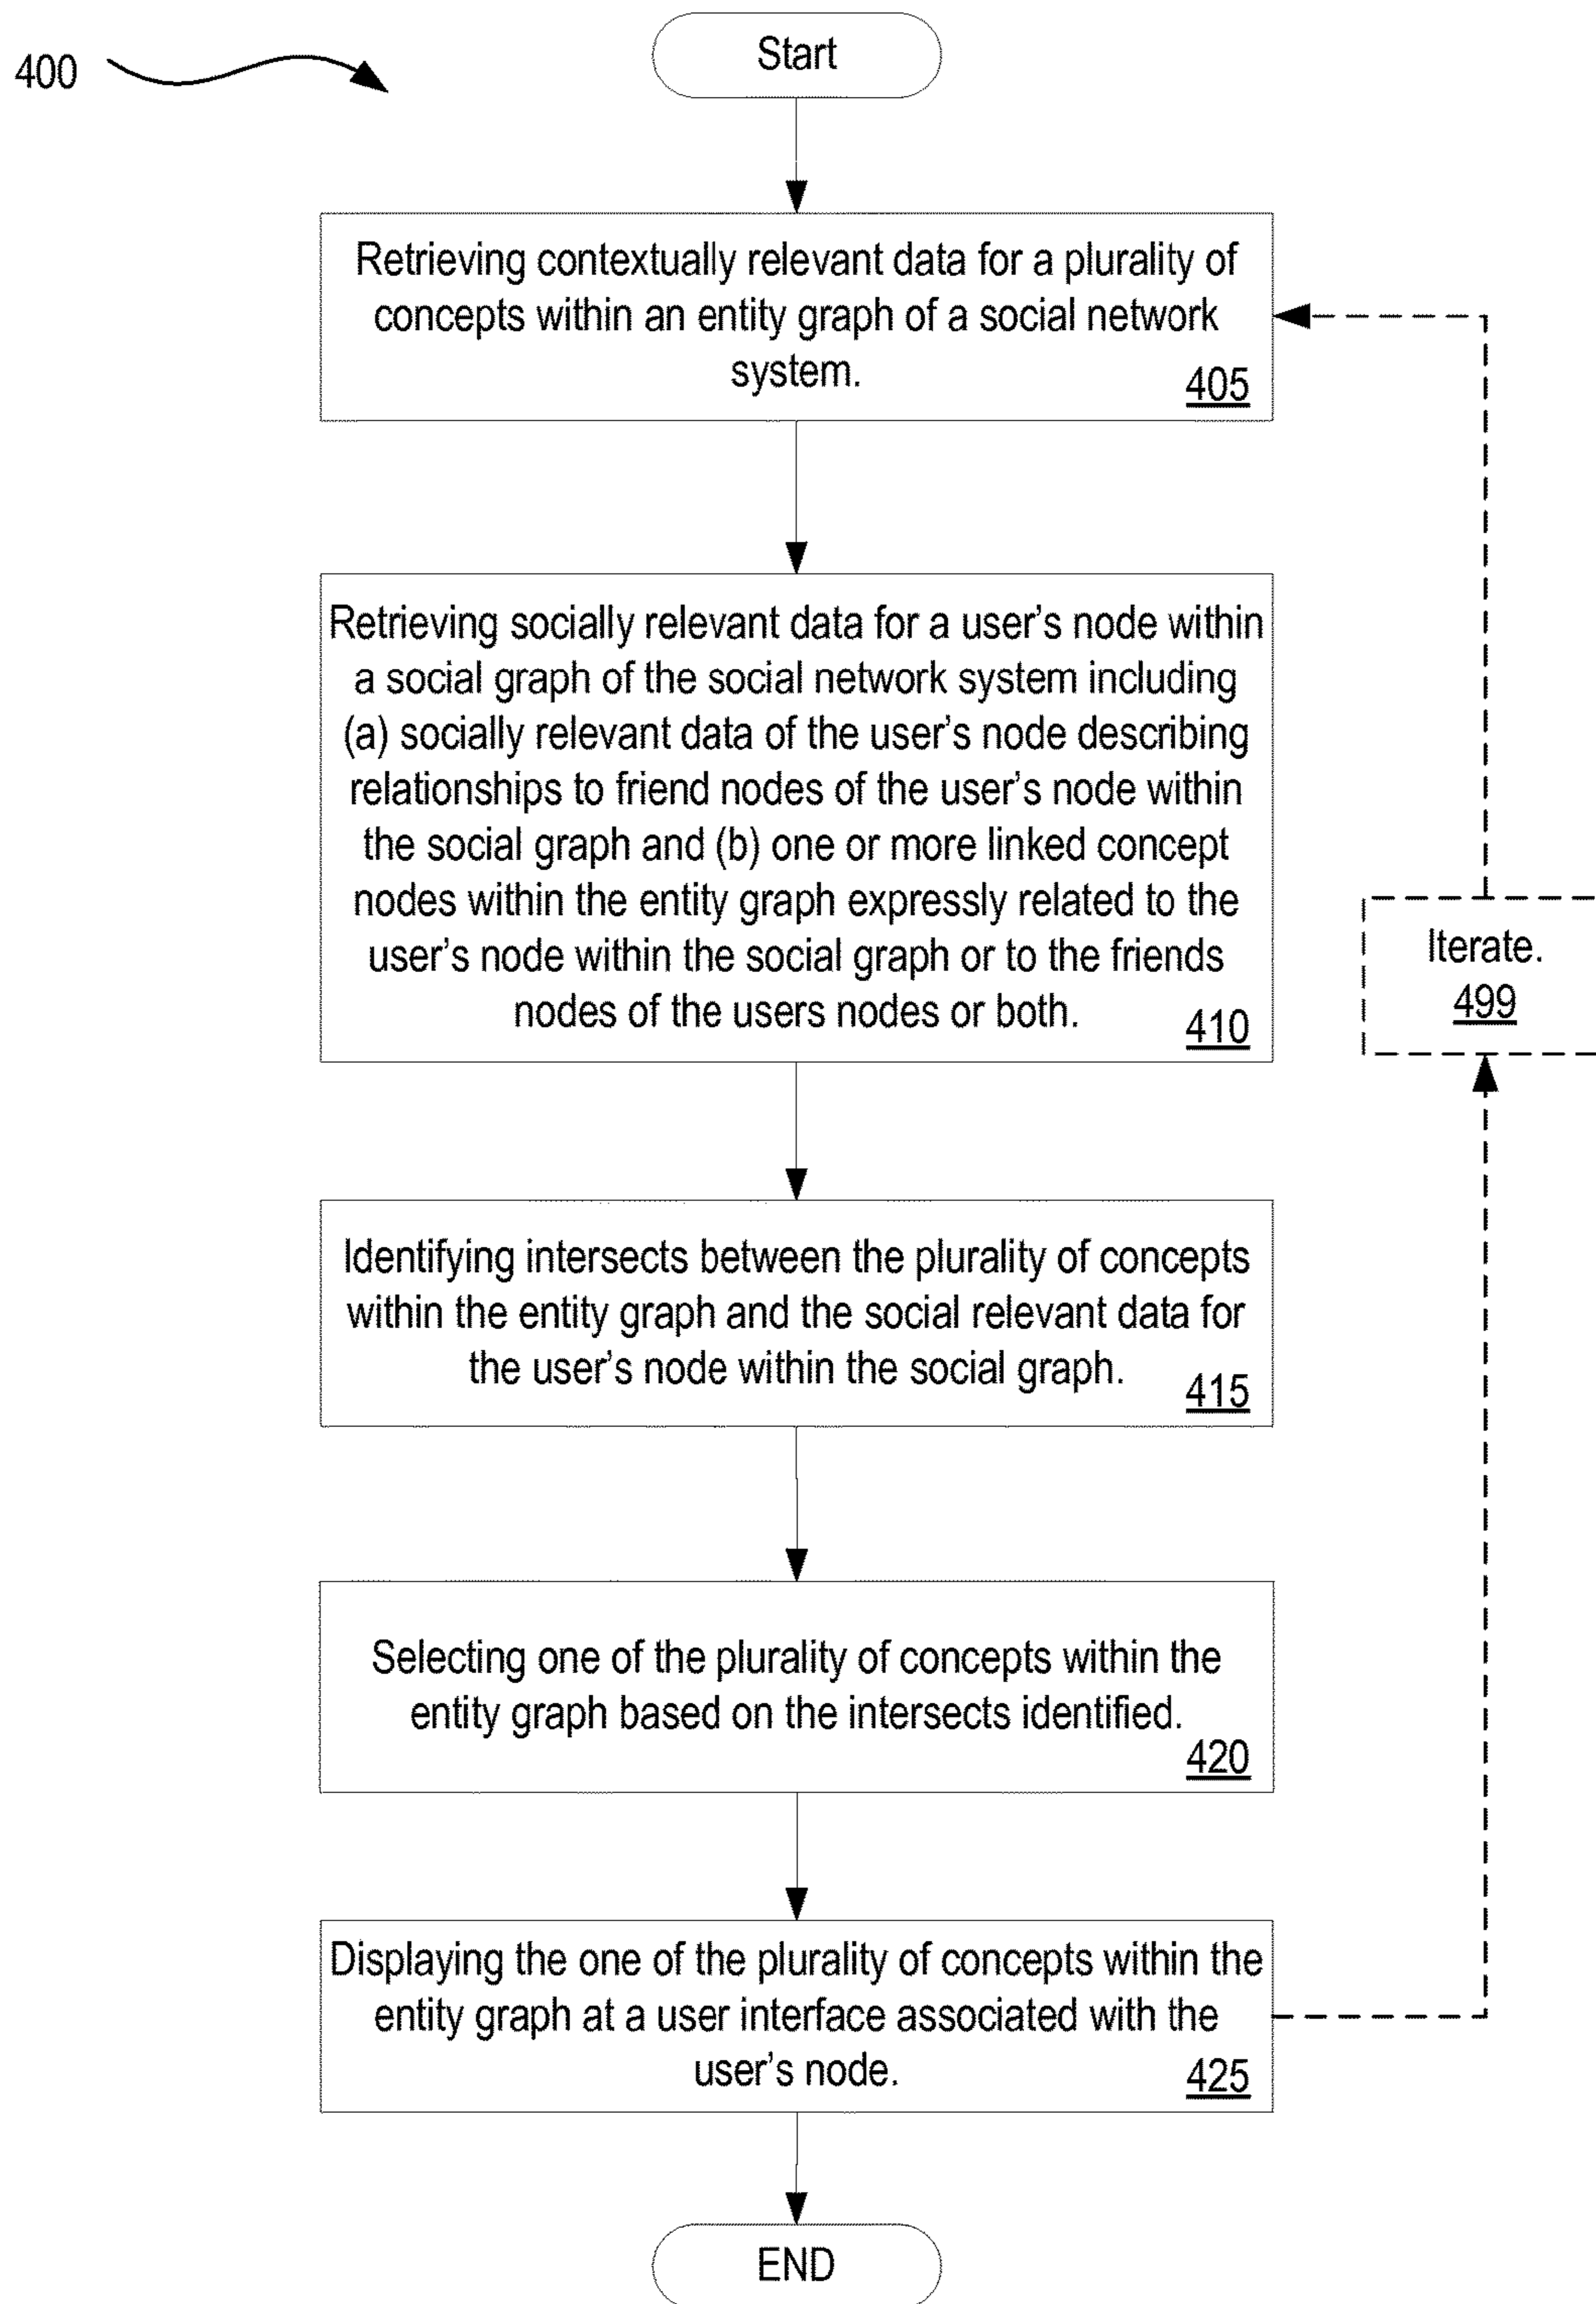 400
Start
Retrieving contextually relevant data for a plurality of
concepts within an entity graph of a social network
system.
405
Retrieving socially relevant data for a user's node within
a social graph of the social network system including
(a) socially relevant data of the user's node describing
relationships to friend nodes of the user's node within
the social graph and (b) one or more linked concept
nodes within the entity graph expressly related to the
user's node within the social graph or to the friends
nodes of the users nodes or both.
410
Iterate.
499
Identifying intersects between the plurality of concepts
within the entity graph and the social relevant data for
the user's node within the social graph.
415
Selecting one of the plurality of concepts within the
entity graph based on the intersects identified.
420
Displaying the one of the plurality of concepts within the
entity graph at a user interface associated with the
user's node.
425
END